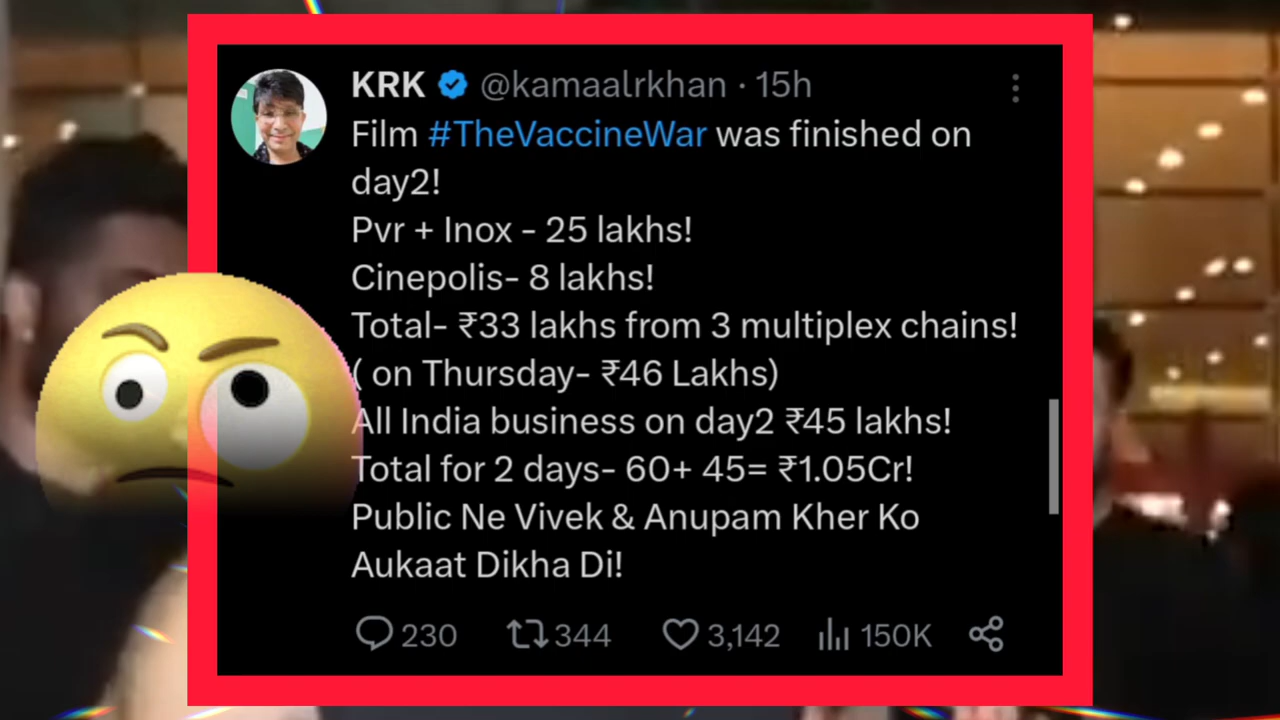 KRK @kamaalrkhan · 15h
Film #TheVaccineWar was finished on
day2!
Pvr + Inox - 25 lakhs!
Cinepolis- 8 lakhs!
Total- ₹33 lakhs from 3 multiplex chains!
( on Thursday- ₹46 Lakhs)
All India business on day2 ₹45 lakhs!
Total for 2 days- 60+ 45= ₹1.05Cr!
Public Ne Vivek & Anupam Kher Ko
Aukaat Dikha Di!
230 344 3,142 150K